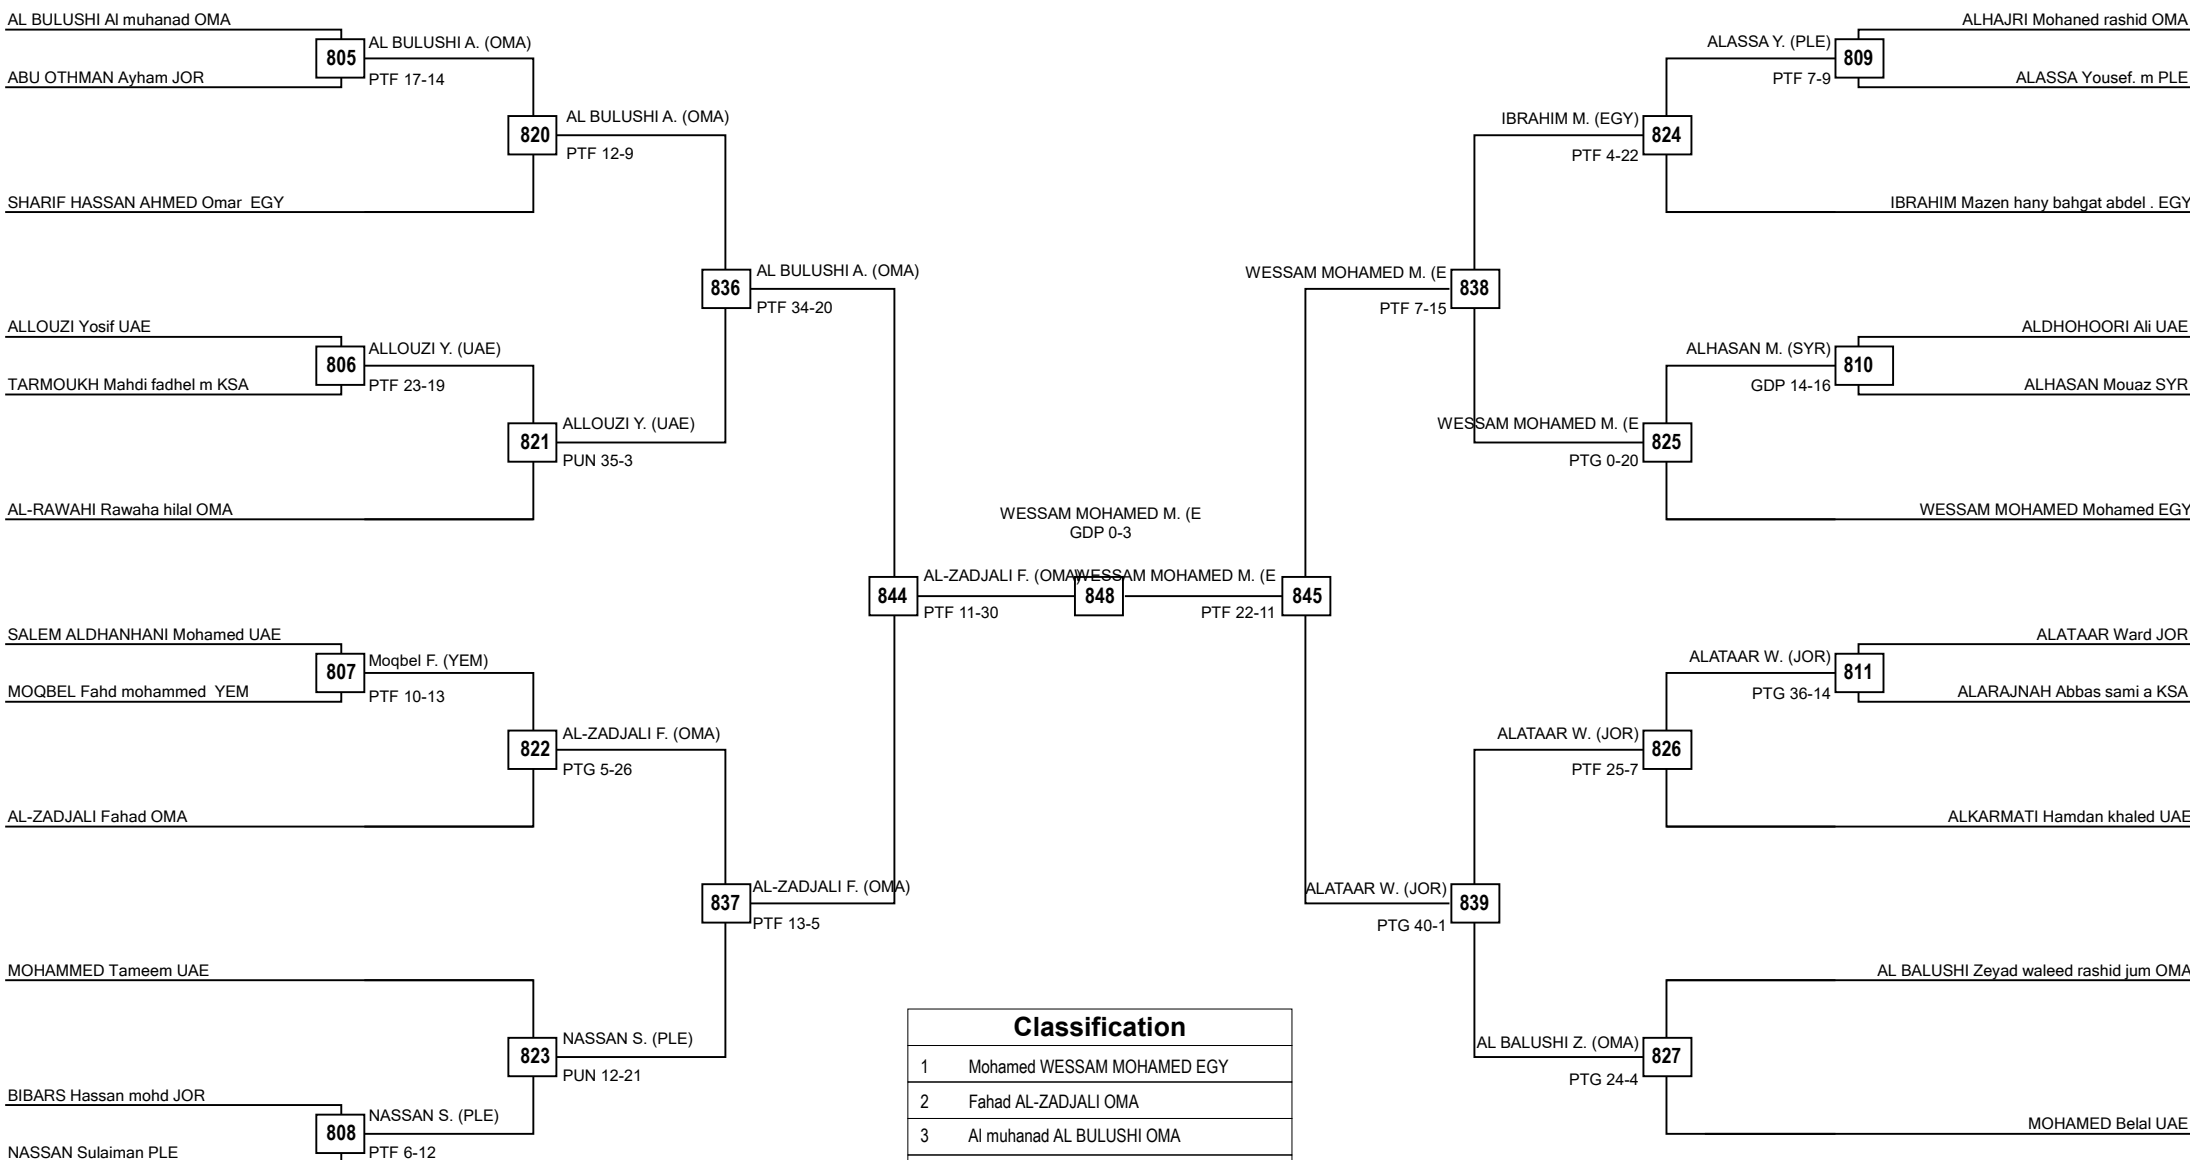 AL BULUSHI Al muhanad OMA
805
AL BULUSHI A. (OMA)
ABU OTHMAN Ayham JOR
PTF 17-14
820
AL BULUSHI A. (OMA)
PTF 12-9
SHARIF HASSAN AHMED Omar EGY
836
AL BULUSHI A. (OMA)
PTF 34-20
ALLOUZI Yosif UAE
806
ALLOUZI Y. (UAE)
TARMOUKH Mahdi fadhel m KSA
PTF 23-19
821
ALLOUZI Y. (UAE)
PUN 35-3
AL-RAWAHI Rawaha hilal OMA
844
AL-ZADJALI F. (OMA)
PTF 11-30
SALEM ALDHANHANI Mohamed UAE
807
Moqbel F. (YEM)
MOQBEL Fahd mohammed YEM
PTF 10-13
822
AL-ZADJALI F. (OMA)
PTG 5-26
AL-ZADJALI Fahad OMA
837
AL-ZADJALI F. (OMA)
PTF 13-5
MOHAMMED Tameem UAE
823
NASSAN S. (PLE)
PUN 12-21
BIBARS Hassan mohd JOR
808
NASSAN S. (PLE)
NASSAN Sulaiman PLE
PTF 6-12
WESSAM MOHAMED M. (E
GDP 0-3
848
ALHAJRI Mohaned rashid OMA
ALASSA Y. (PLE)
809
PTF 7-9
ALASSA Yousef. m PLE
IBRAHIM M. (EGY)
824
PTF 4-22
IBRAHIM Mazen hany bahgat abdel . EGY
WESSAM MOHAMED M. (E
838
PTF 7-15
ALDHOHOORI Ali UAE
ALHASAN M. (SYR)
810
GDP 14-16
ALHASAN Mouaz SYR
WESSAM MOHAMED M. (E
825
PTG 0-20
WESSAM MOHAMED Mohamed EGY
WESSAM MOHAMED M. (E
845
PTF 22-11
ALATAAR Ward JOR
ALATAAR W. (JOR)
811
PTG 36-14
ALARAJNAH Abbas sami a KSA
ALATAAR W. (JOR)
826
PTF 25-7
ALKARMATI Hamdan khaled UAE
ALATAAR W. (JOR)
839
PTG 40-1
AL BALUSHI Zeyad waleed rashid jum OMA
AL BALUSHI Z. (OMA)
827
PTG 24-4
MOHAMED Belal UAE
Classification
1 Mohamed WESSAM MOHAMED EGY
2 Fahad AL-ZADJALI OMA
3 Al muhanad AL BULUSHI OMA